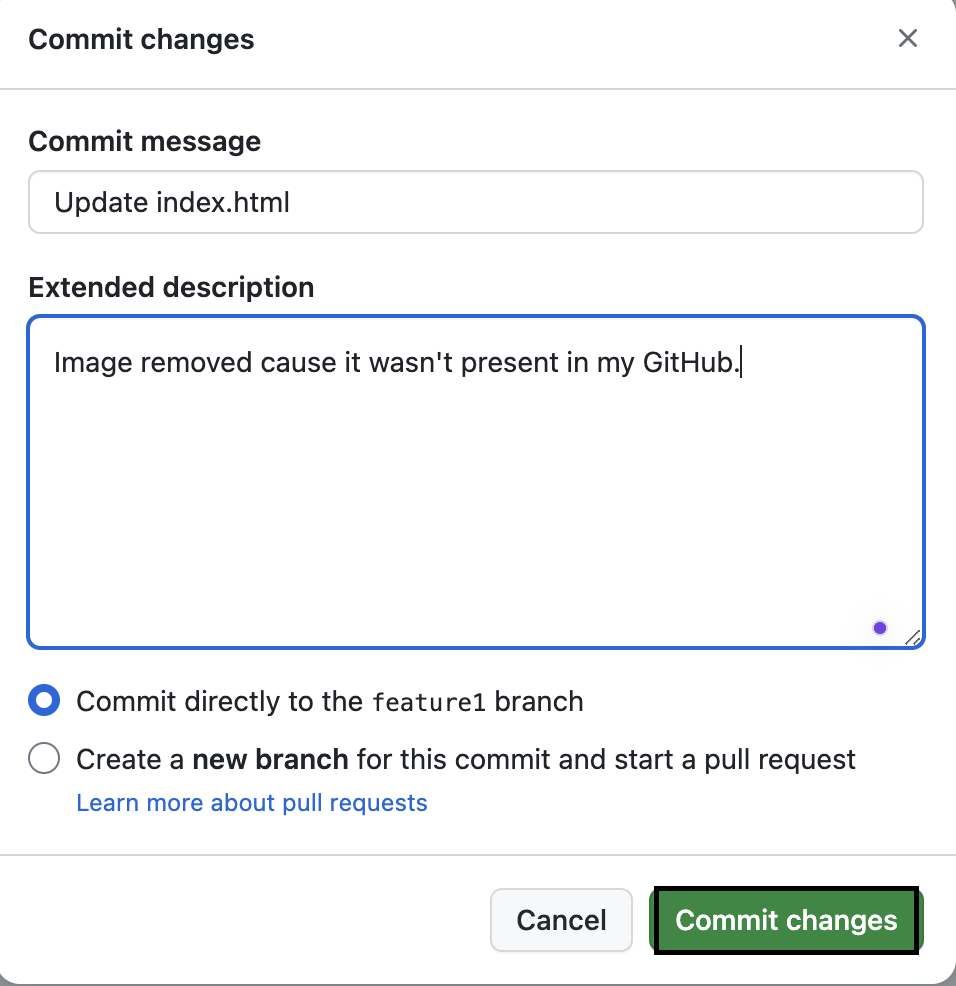 Commit changes
Commit message
Update index.html
Extended description
Image removed cause it wasn't present in my GitHub.
Commit directly to the feature1 branch
Create a new branch for this commit and start a pull request
Learn more about pull requests
Cancel
Commit changes